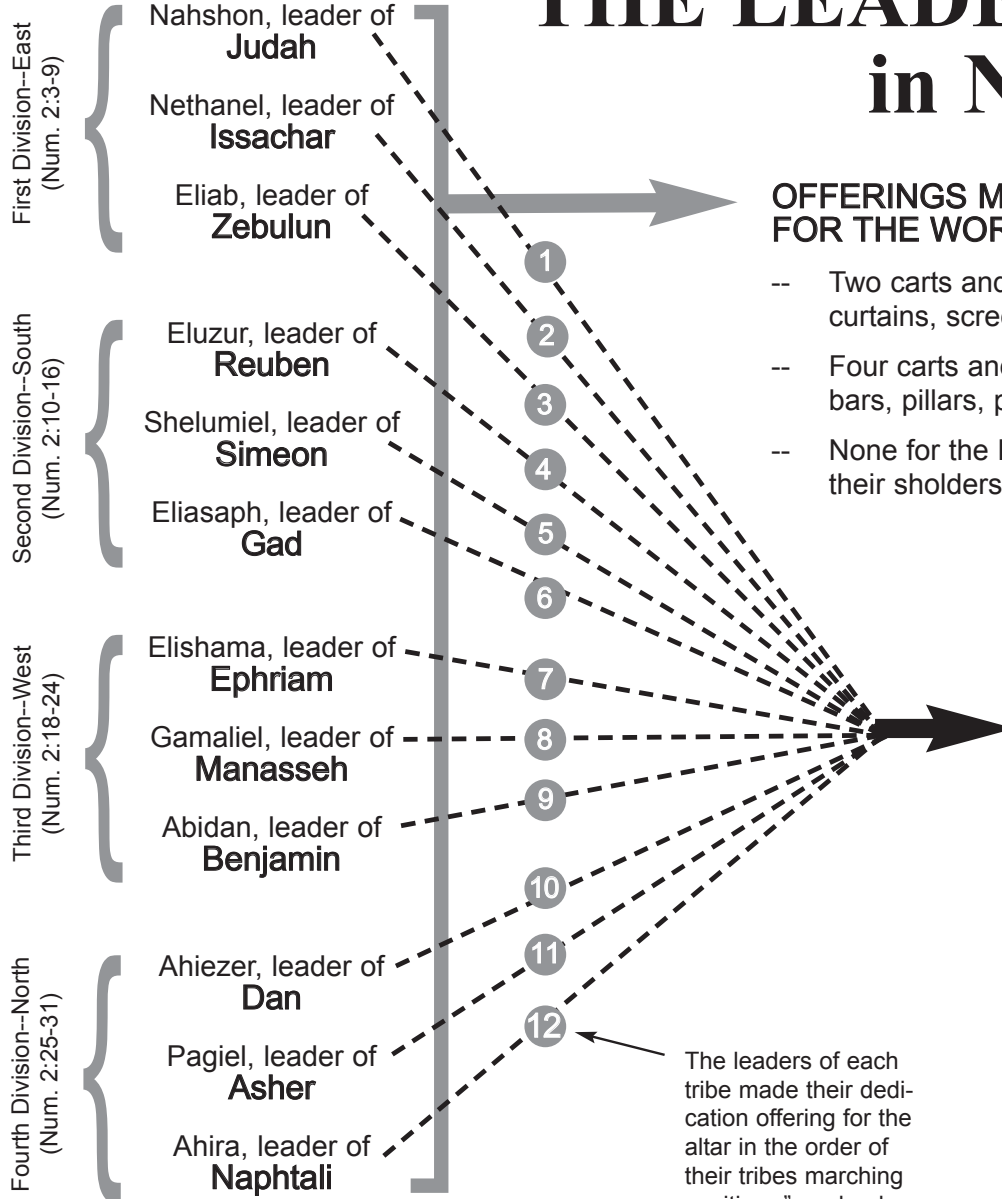 THE LEAD
in N
First Division--East
(Num. 2:3-9)
Nahshon, leader of
Judah
Nethanel, leader of
Issachar
Eliab, leader of
Zebulun
Second Division--South
(Num. 2:10-16)
Eluzur, leader of
Reuben
Shelumiel, leader of
Simeon
Eliasaph, leader of
Gad
Third Division--West
(Num. 2:18-24)
Elishama, leader of
Ephriam
Gamaliel, leader of
Manasseh
Abidan, leader of
Benjamin
Fourth Division--North
(Num. 2:25-31)
Ahiezer, leader of
Dan
Pagiel, leader of
Asher
Ahira, leader of
Naphtali
1
2
3
4
5
6
7
8
9
10
11
12
OFFERINGS M
FOR THE WOR
-- Two carts and
curtains, scree
-- Four carts and
bars, pillars, p
-- None for the
their sholders
The leaders of each
tribe made their dedi-
cation offering for the
altar in the order of
their tribes marching